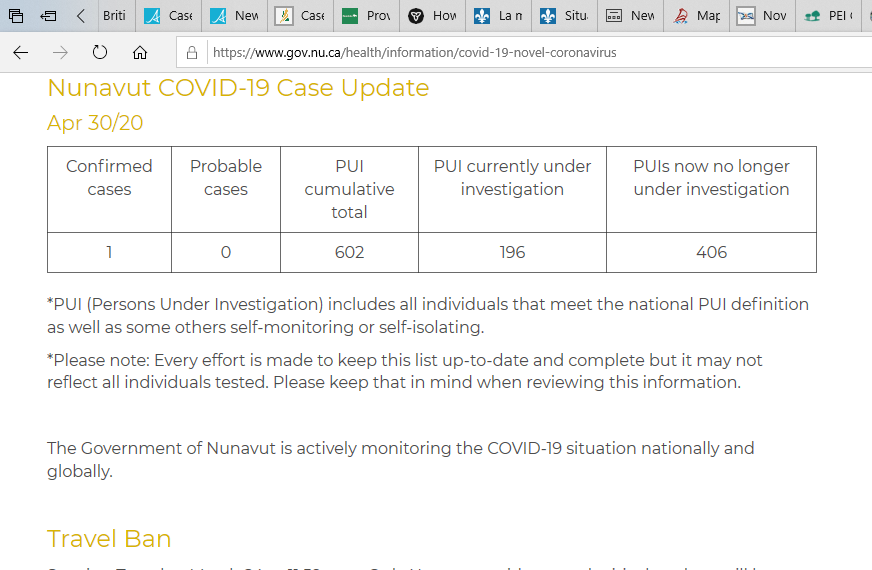 Briti
Case
New
Case
Prov
How
La n
Situ
New
Map
Nov
PEI
https://www.gov.nu.ca/health/information/covid-19-novel-coronavirus
Nunavut COVID-19 Case Update
Apr 30/20
Confirmed cases
Probable cases
PUI cumulative total
PUI currently under investigation
PUIs now no longer under investigation
1
0
602
196
406
*PUI (Persons Under Investigation) includes all individuals that meet the national PUI definition
as well as some others self-monitoring or self-isolating.
*Please note: Every effort is made to keep this list up-to-date and complete but it may not
reflect all individuals tested. Please keep that in mind when reviewing this information.
The Government of Nunavut is actively monitoring the COVID-19 situation nationally and
globally.
Travel Ban